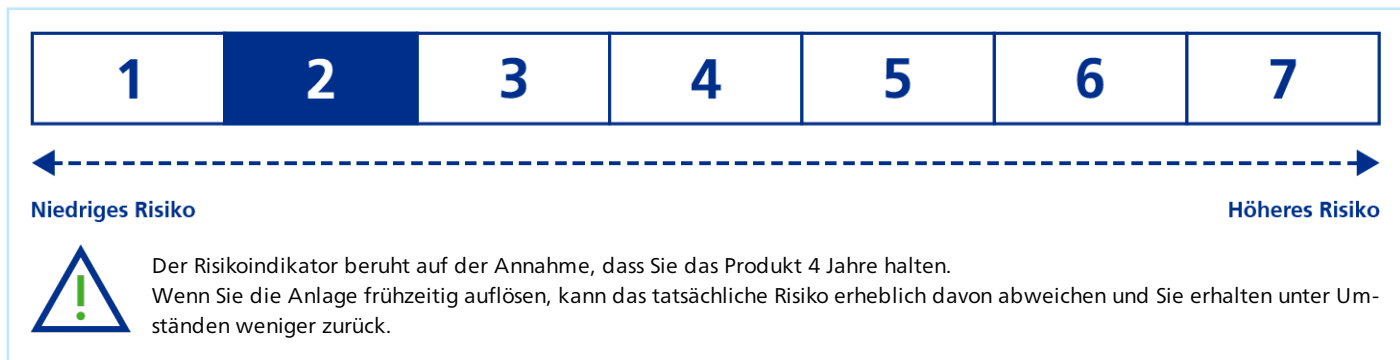 1 2 3 4 5 6 7
Niedriges Risiko Höheres Risiko
Der Risikoindikator beruht auf der Annahme, dass Sie das Produkt 4 Jahre halten.
Wenn Sie die Anlage frühzeitig auflösen, kann das tatsächliche Risiko erheblich davon abweichen und Sie erhalten unter Um-
ständen weniger zurück.